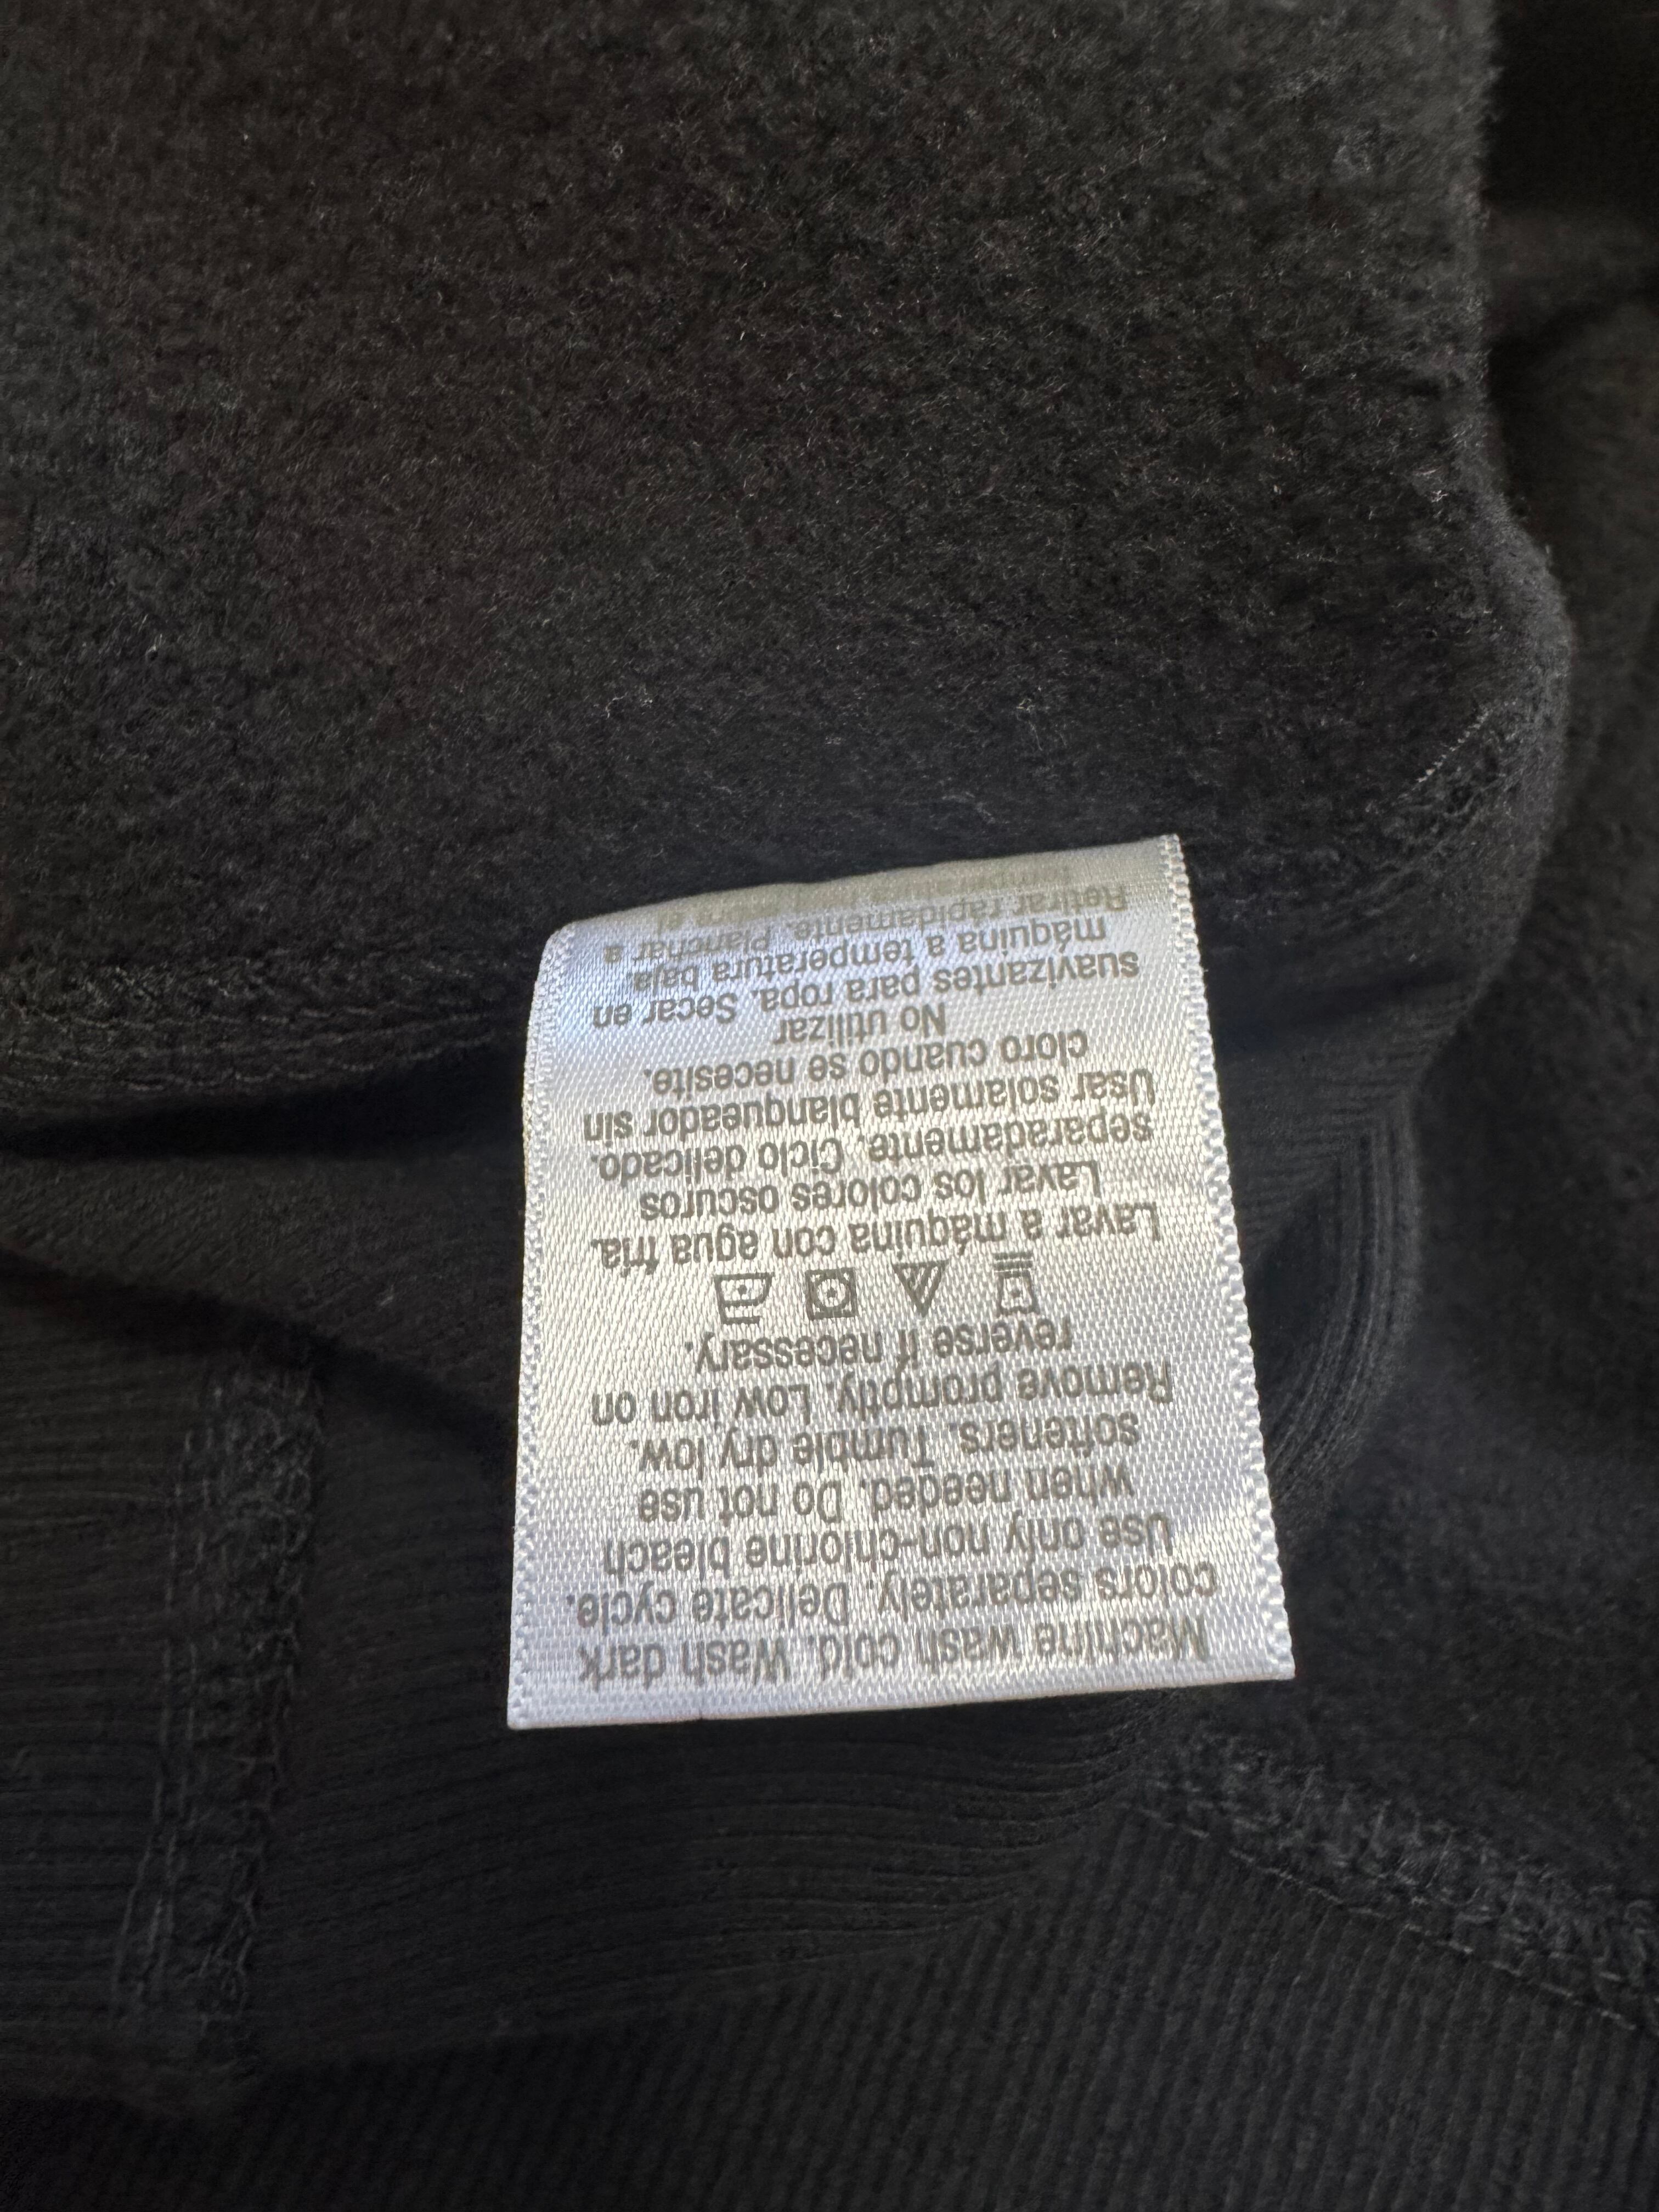 Machine wash cold. Wash dark
colors separately. Delicate cycle.
Use only non-chlorine bleach
when needed. Do not use
softeners. Tumble dry low.
Remove promptly. Low iron on
reverse if necessary.
Lavar a máquina con agua fría.
Lavar los colores oscuros
separadamente. Ciclo delicado.
Usar solamente blanqueador sin
cloro cuando se necesite.
No utilizar
suavizantes para ropa. Secar en
máquina a temperatura baja.
Retirar rápidamente. Planchar a